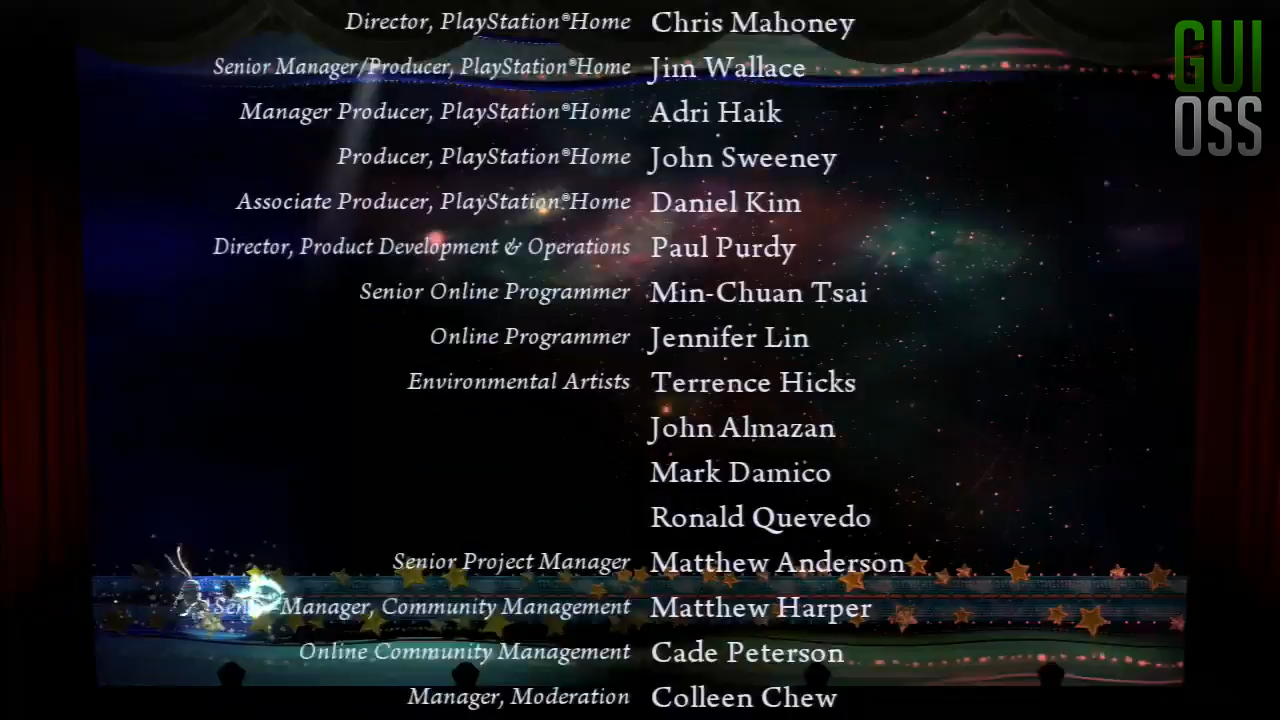 Director, PlayStation®Home Chris Mahoney
Senior Manager/Producer, PlayStation®Home Jim Wallace
Manager Producer, PlayStation®Home Adri Haik
Producer, PlayStation®Home John Sweeney
Associate Producer, PlayStation®Home Daniel Kim
Director, Product Development & Operations Paul Purdy
Senior Online Programmer Min-Chuan Tsai
Online Programmer Jennifer Lin
Environmental Artists Terrence Hicks
John Almazan
Mark Damico
Ronald Quevedo
Senior Project Manager Matthew Anderson
Senior Manager, Community Management Matthew Harper
Online Community Management Cade Peterson
Manager, Moderation Colleen Chew
GUI
OSS